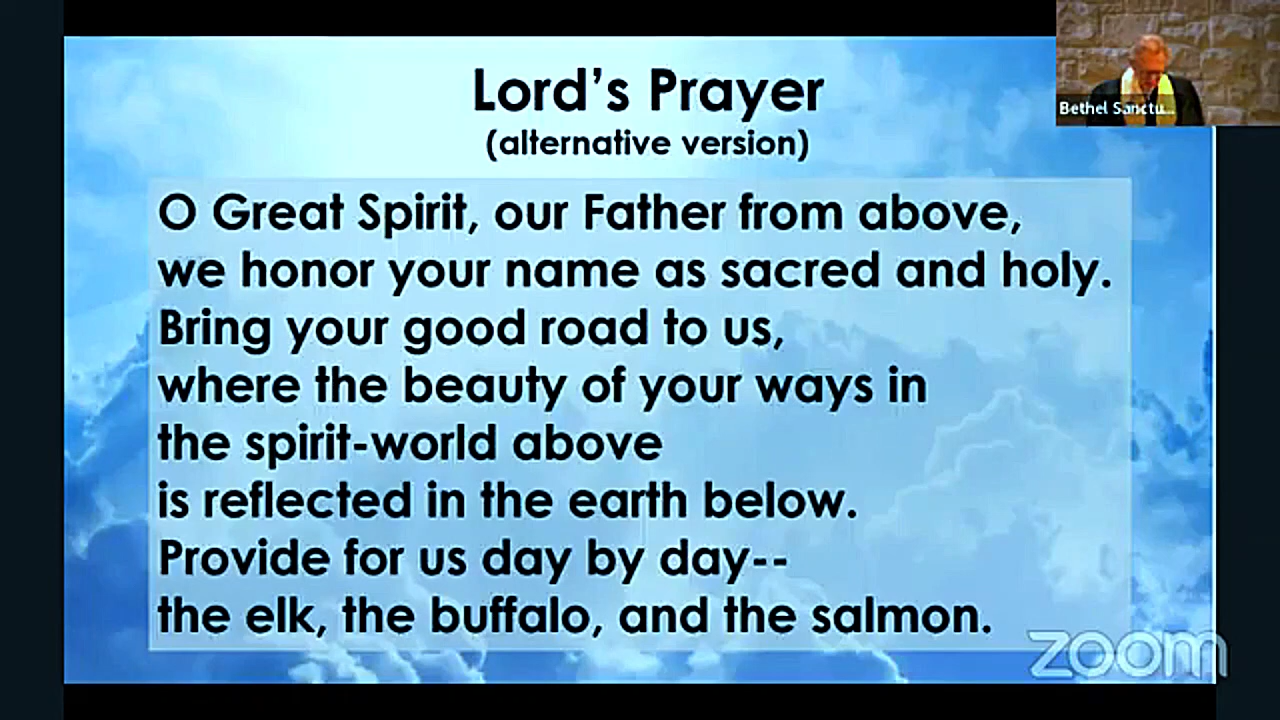 Lord's Prayer
(alternative version)
Bethel Sanctu...
O Great Spirit, our Father from above,
we honor your name as sacred and holy.
Bring your good road to us,
where the beauty of your ways in
the spirit-world above
is reflected in the earth below.
Provide for us day by day--
the elk, the buffalo, and the salmon.
zoom